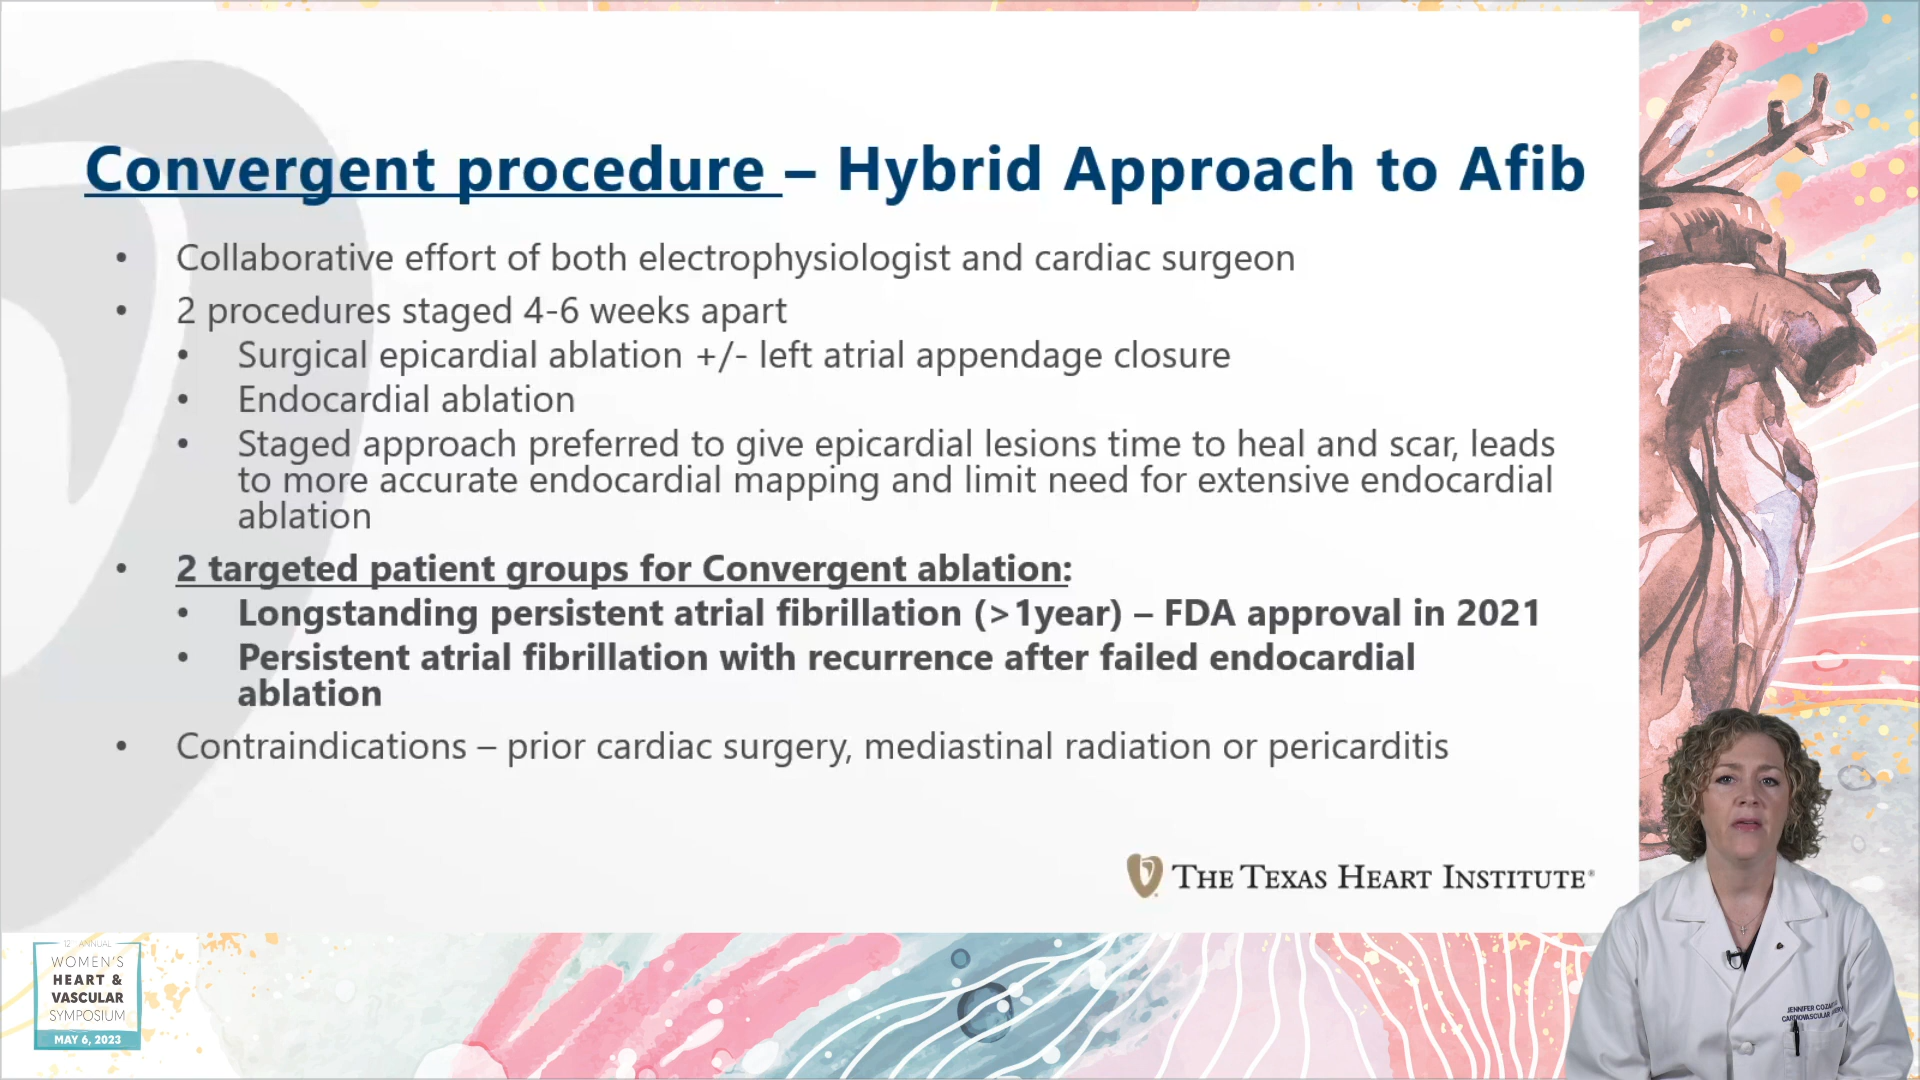 Convergent procedure – Hybrid Approach to Afib
• Collaborative effort of both electrophysiologist and cardiac surgeon
• 2 procedures staged 4-6 weeks apart
• Surgical epicardial ablation +/- left atrial appendage closure
• Endocardial ablation
• Staged approach preferred to give epicardial lesions time to heal and scar, leads
to more accurate endocardial mapping and limit need for extensive endocardial
ablation
• 2 targeted patient groups for Convergent ablation:
• Longstanding persistent atrial fibrillation (>1year) – FDA approval in 2021
• Persistent atrial fibrillation with recurrence after failed endocardial
ablation
• Contraindications – prior cardiac surgery, mediastinal radiation or pericarditis
THE TEXAS HEART INSTITUTE®
12TH ANNUAL
WOMEN'S
HEART &
VASCULAR
SYMPOSIUM
MAY 6, 2023
JENNIFER
CARDIOVASCULAR